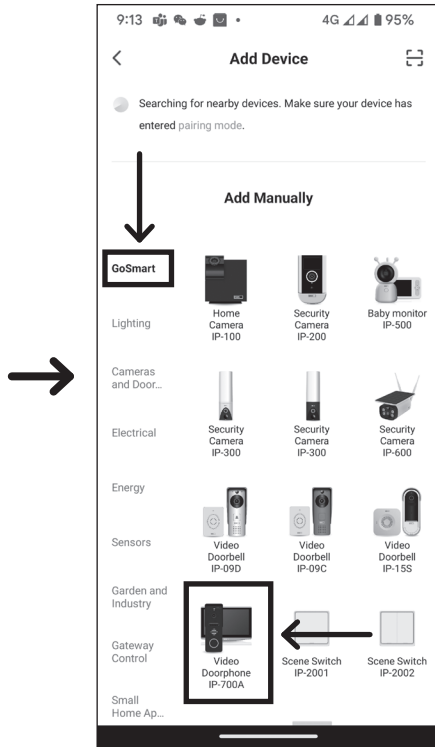 9:13
4G 95%
Add Device
Searching for nearby devices. Make sure your device has
entered pairing mode.
Add Manually
GoSmart
Home
Camera
IP-100
Security
Camera
IP-200
Baby monitor
IP-500
Lighting
Cameras
and Door...
Security
Camera
IP-300
Security
Camera
IP-300
Security
Camera
IP-600
Electrical
Energy
Sensors
Video
Doorbell
IP-09D
Video
Doorbell
IP-09C
Video
Doorbell
IP-15S
Garden and
Industry
Gateway
Control
Video
Doorphone
IP-700A
Scene Switch
IP-2001
Scene Switch
IP-2002
Small
Home Ap...